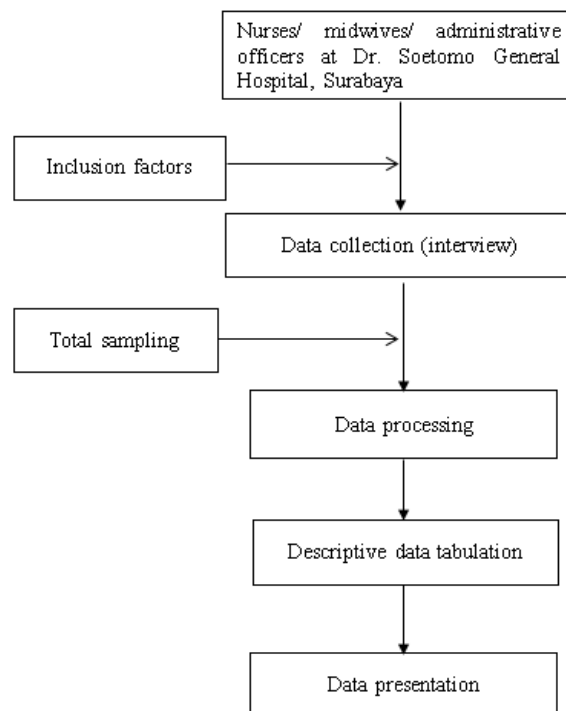 Nurses/ midwives/ administrative
officers at Dr. Soetomo General
Hospital, Surabaya
Inclusion factors
Data collection (interview)
Total sampling
Data processing
Descriptive data tabulation
Data presentation